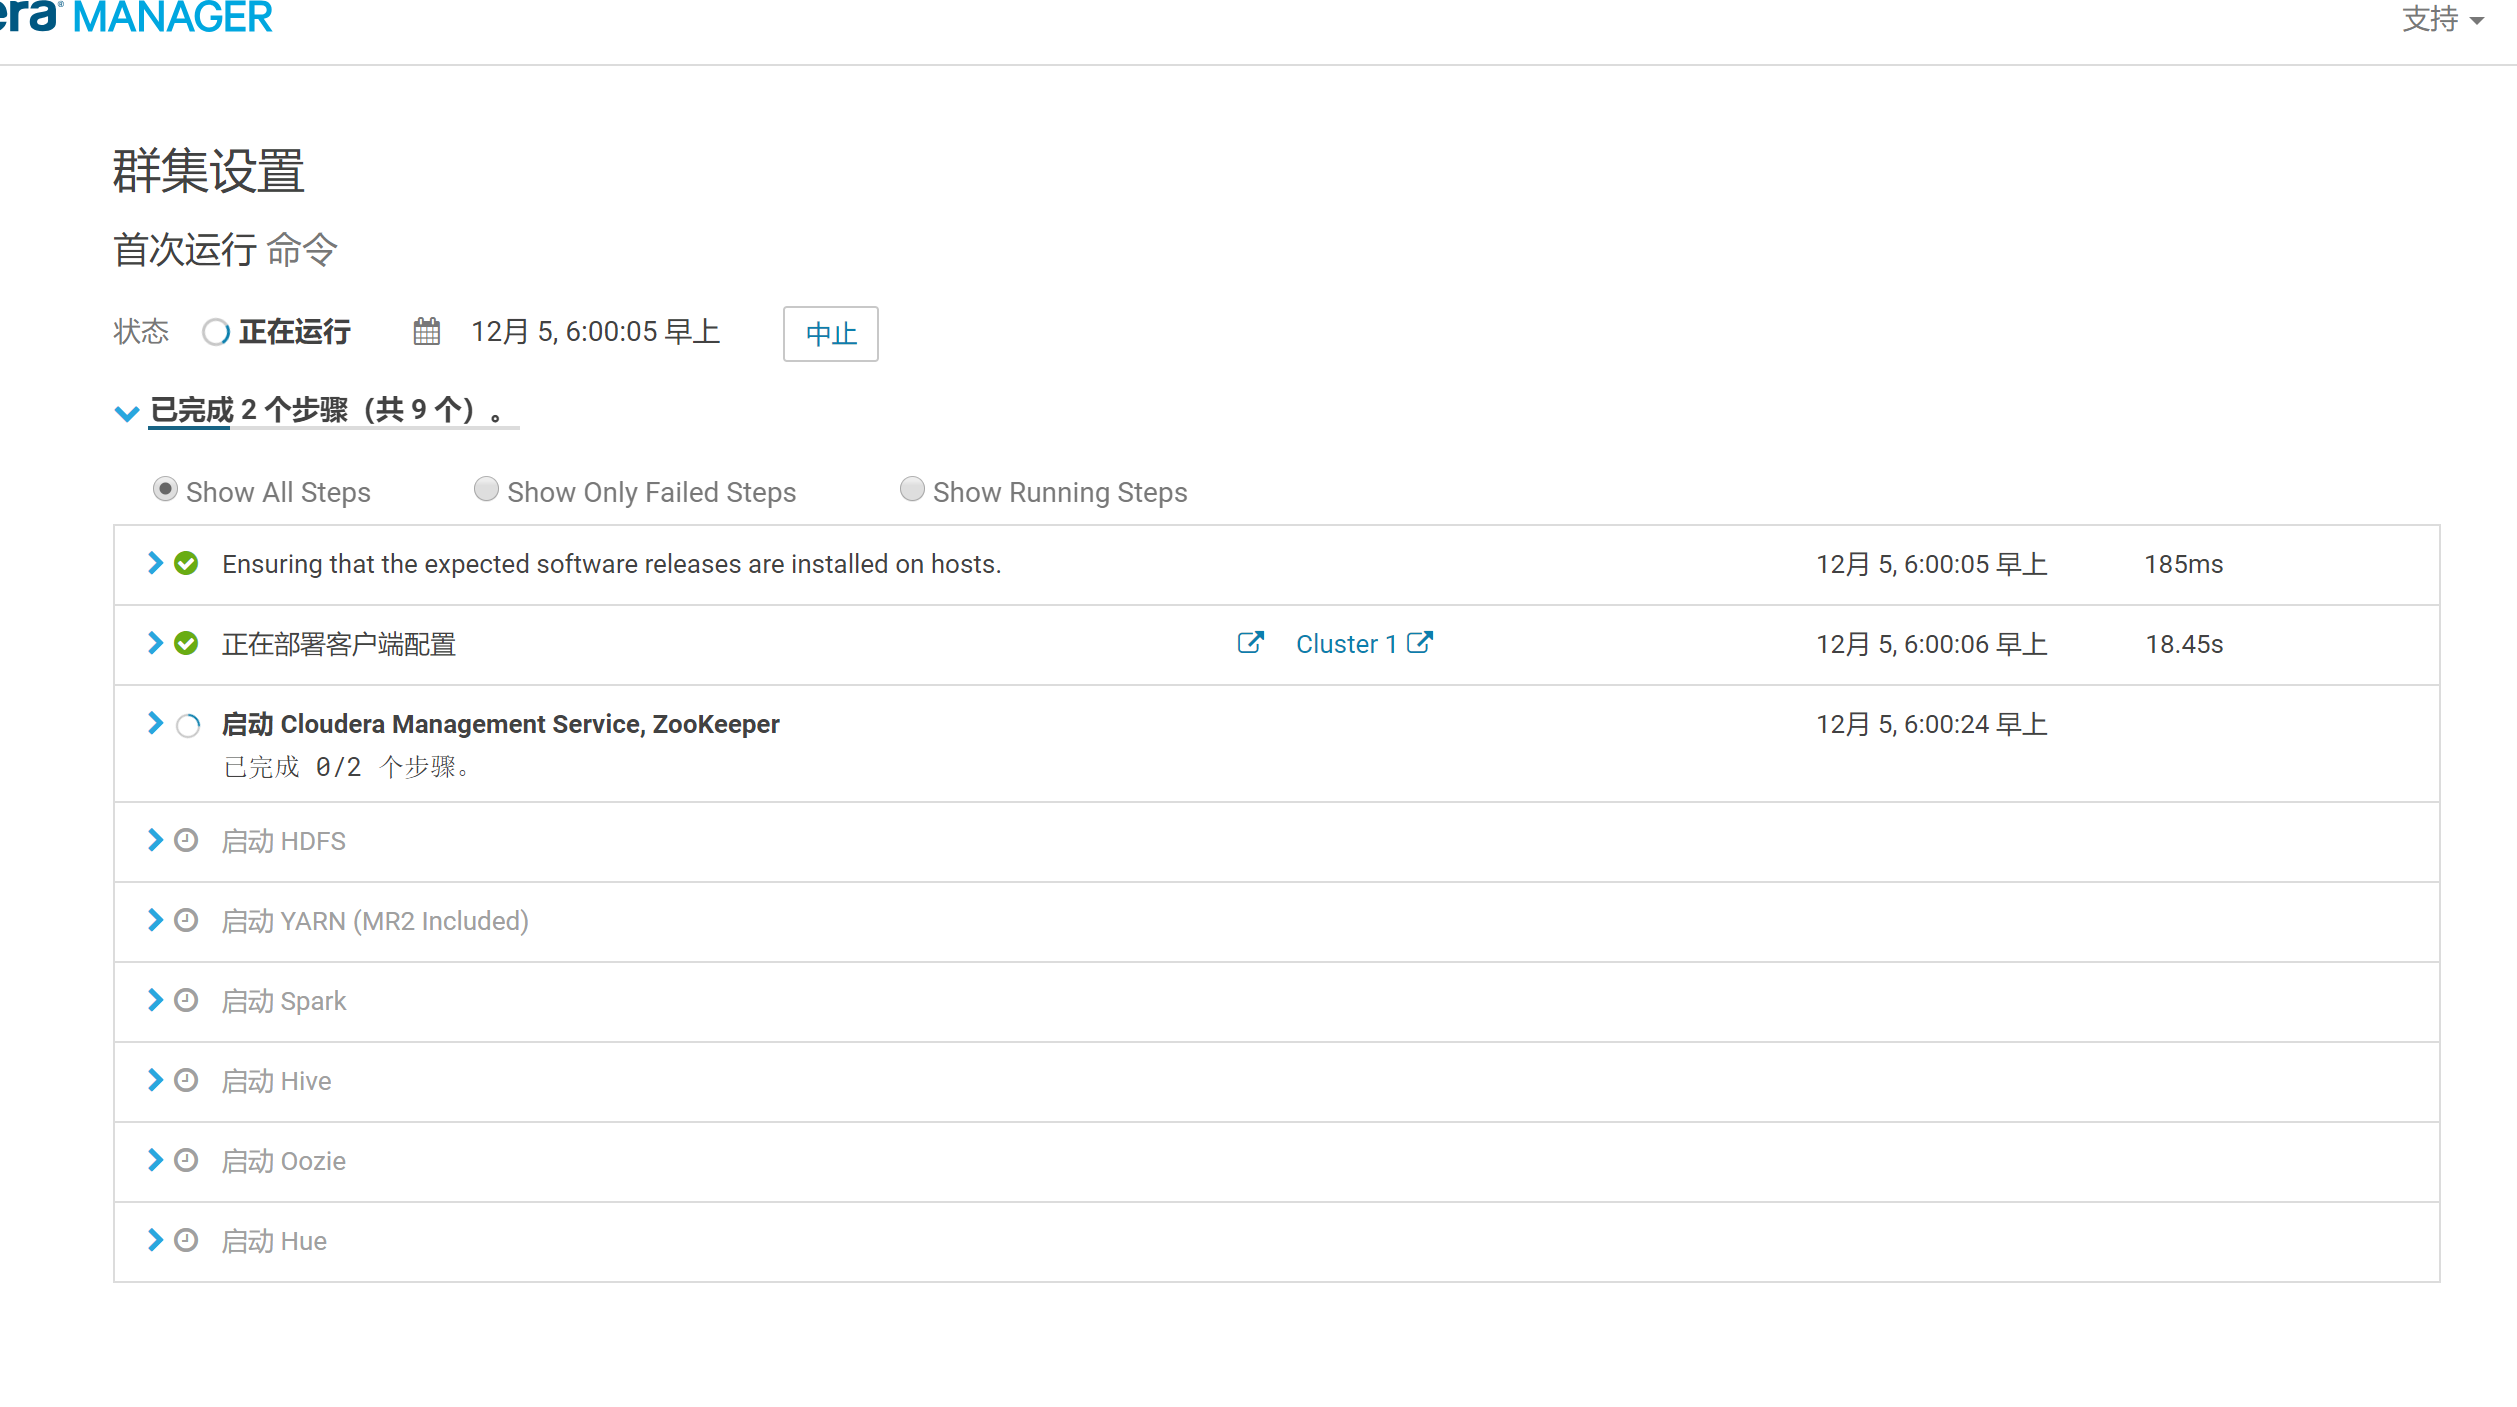 era® MANAGER
支持
群集设置
首次运行 命令
状态 正在运行 12月 5, 6:00:05 早上 中止
已完成 2 个步骤（共 9 个）。
Show All Steps Show Only Failed Steps Show Running Steps
Ensuring that the expected software releases are installed on hosts. 12月 5, 6:00:05 早上 185ms
正在部署客户端配置 Cluster 1 12月 5, 6:00:06 早上 18.45s
启动 Cloudera Management Service, ZooKeeper 12月 5, 6:00:24 早上
已完成 0/2 个步骤。
启动 HDFS
启动 YARN (MR2 Included)
启动 Spark
启动 Hive
启动 Oozie
启动 Hue